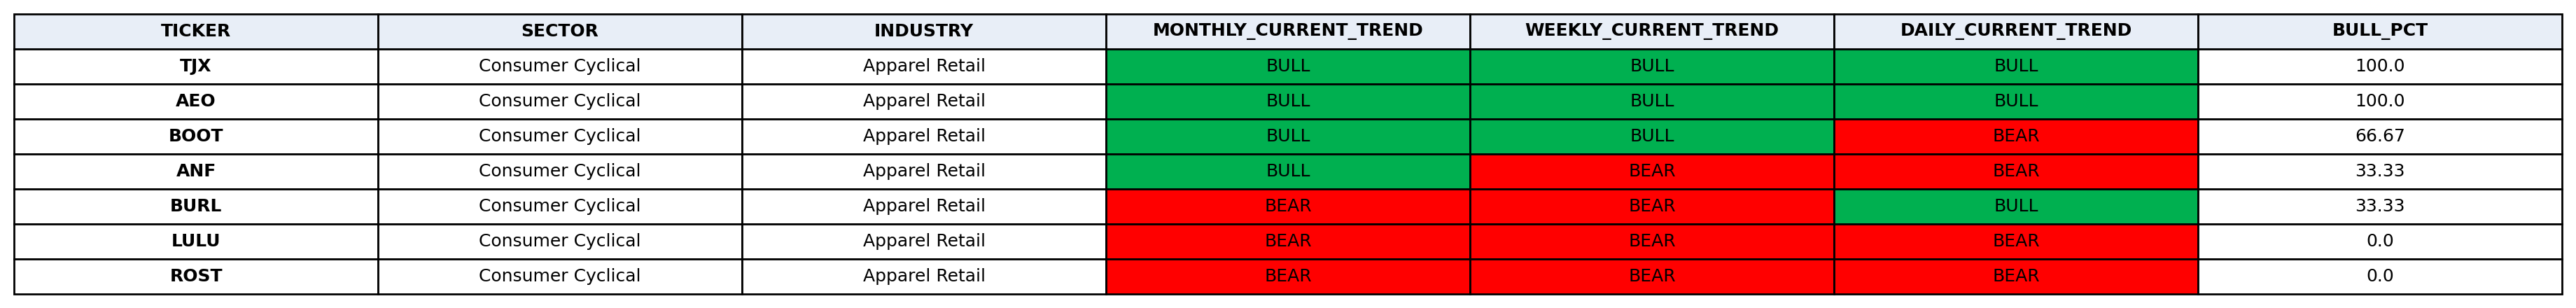 TICKER SECTOR INDUSTRY MONTHLY_CURRENT_TREND WEEKLY_CURRENT_TREND DAILY_CURRENT_TREND BULL_PCT
TJX Consumer Cyclical Apparel Retail BULL BULL BULL 100.0
AEO Consumer Cyclical Apparel Retail BULL BULL BULL 100.0
BOOT Consumer Cyclical Apparel Retail BULL BULL BEAR 66.67
ANF Consumer Cyclical Apparel Retail BULL BEAR BEAR 33.33
BURL Consumer Cyclical Apparel Retail BEAR BEAR BULL 33.33
LULU Consumer Cyclical Apparel Retail BEAR BEAR BEAR 0.0
ROST Consumer Cyclical Apparel Retail BEAR BEAR BEAR 0.0